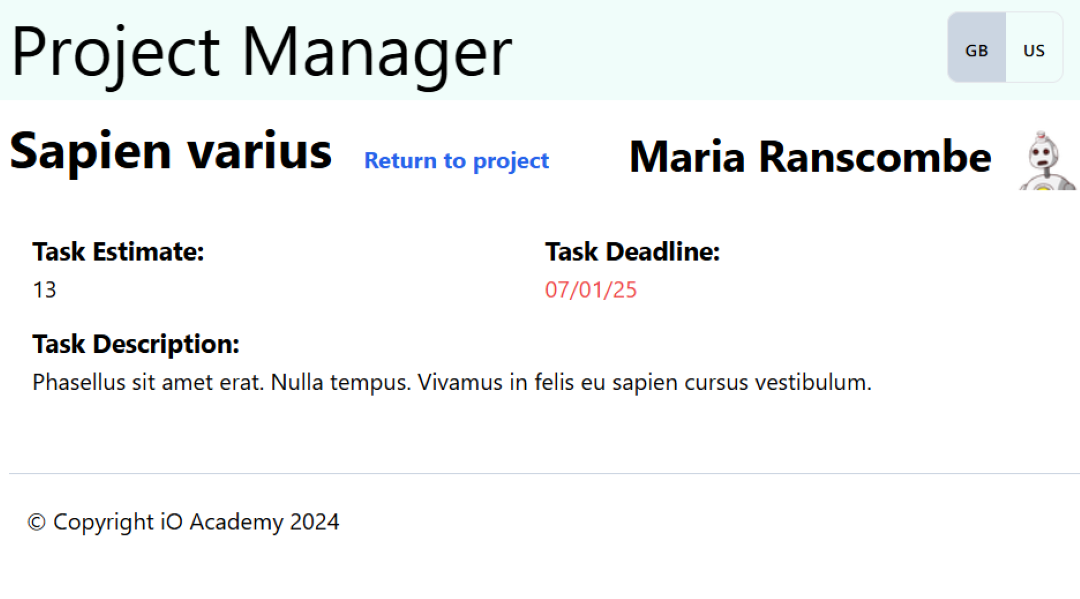 Project Manager
GB US
Sapien varius Return to project Maria Ranscombe
Task Estimate: Task Deadline:
13 07/01/25
Task Description:
Phasellus sit amet erat. Nulla tempus. Vivamus in felis eu sapien cursus vestibulum.
© Copyright iO Academy 2024